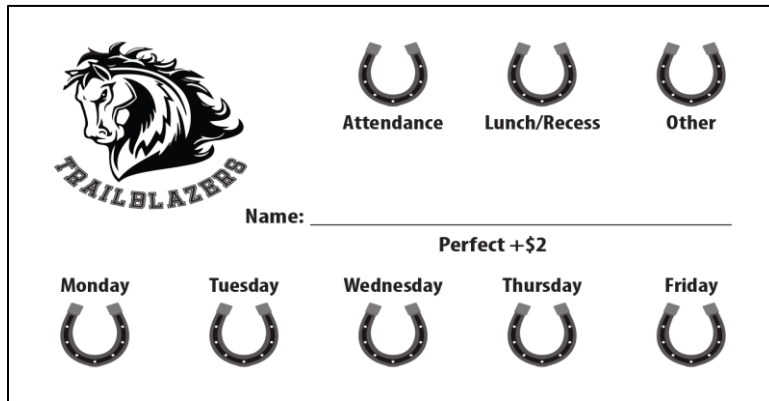 Attendance Lunch/Recess Other
TRAILBLAZERS
Name:
Perfect +$2
Monday Tuesday Wednesday Thursday Friday